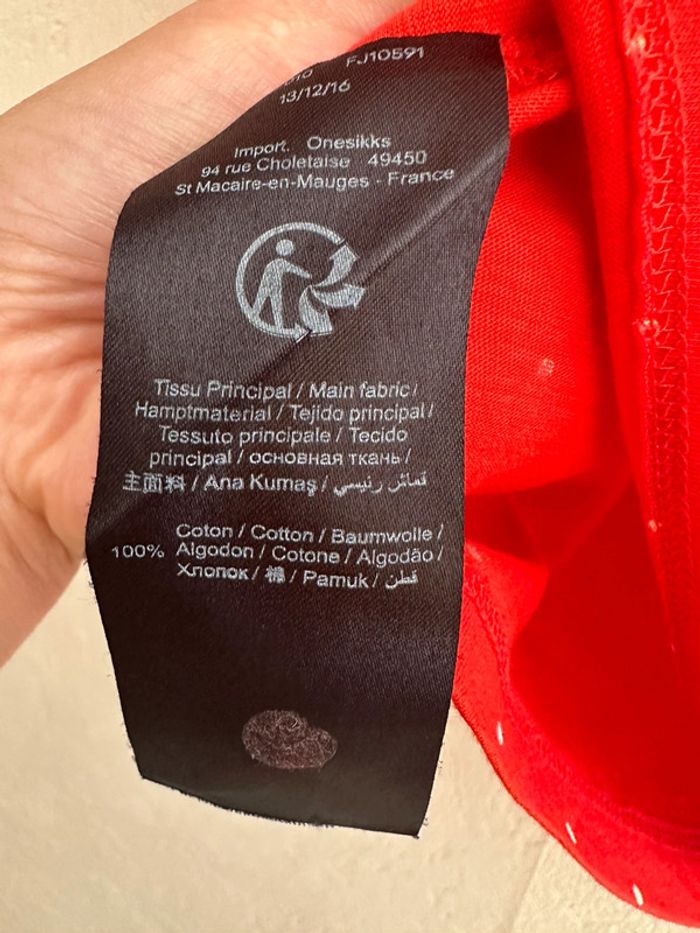 FJ10591
13/12/16
Import. Onesikks
94 rue Choletaise 49450
St Macaire-en-Mauges - France
Tissu Principal / Main fabric /
Hamptmaterial / Tejido principal /
Tessuto principale / Tecido
principal / основная ткань /
主面料 / Ana Kumaş / قماش رئيسي
Coton / Cotton / Baumwolle /
100% Algodon / Cotone / Algodão /
Хлопок / 棉 / Pamuk / قطن